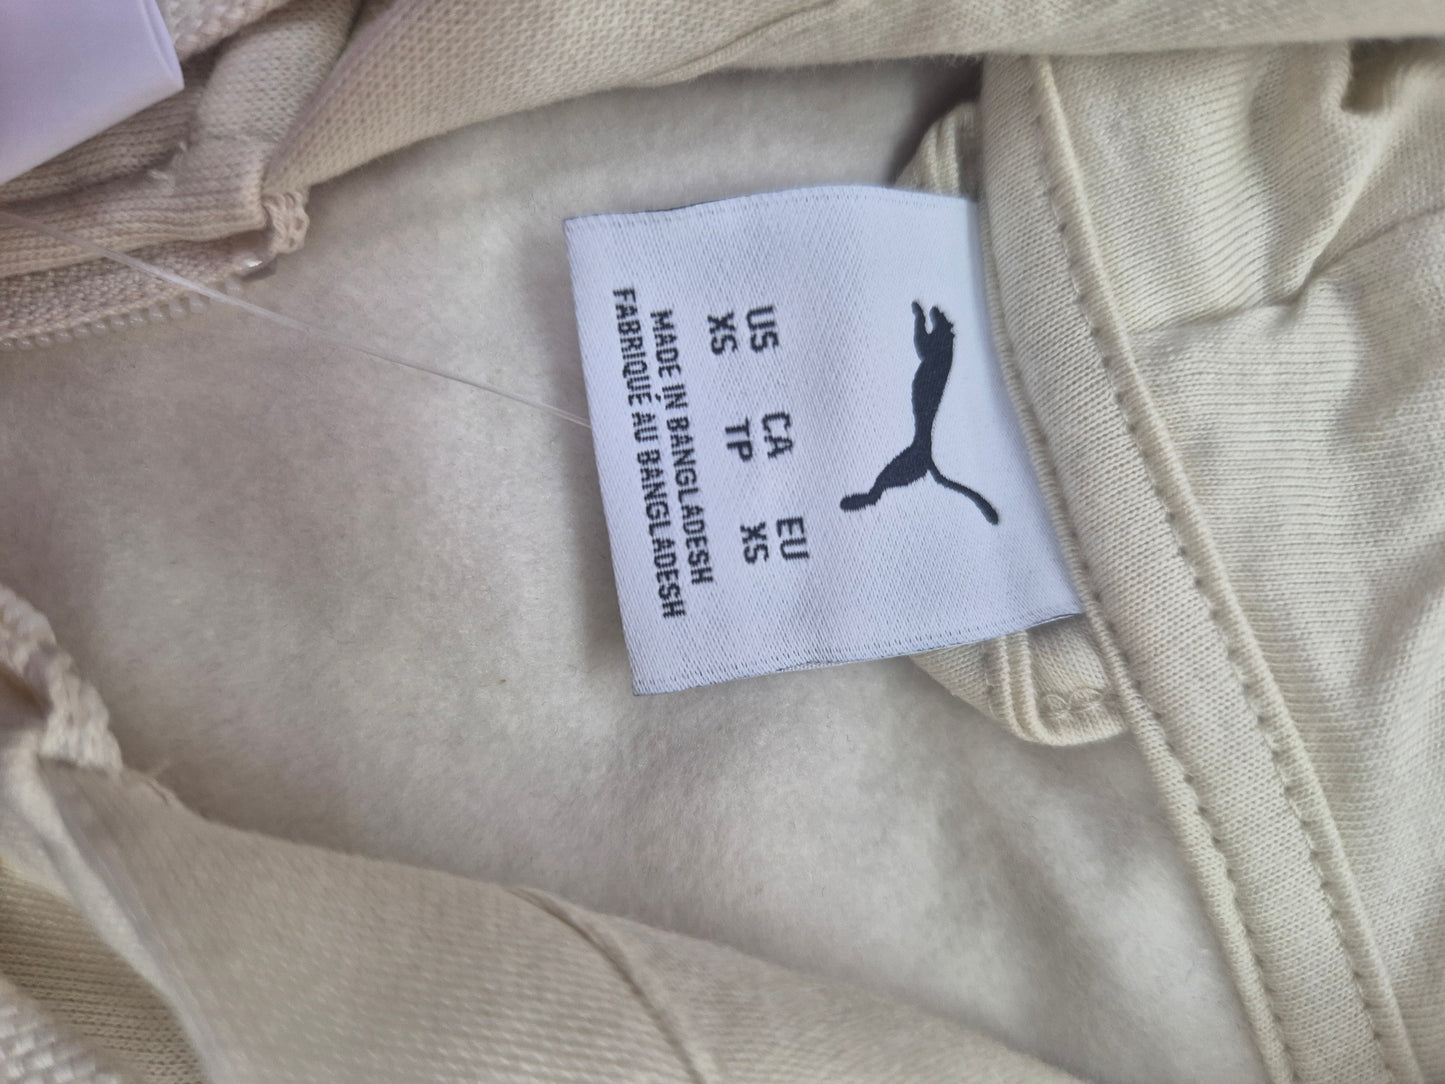 US CA EU
XS TP XS
MADE IN BANGLADESH
FABRIQUÉ AU BANGLADESH